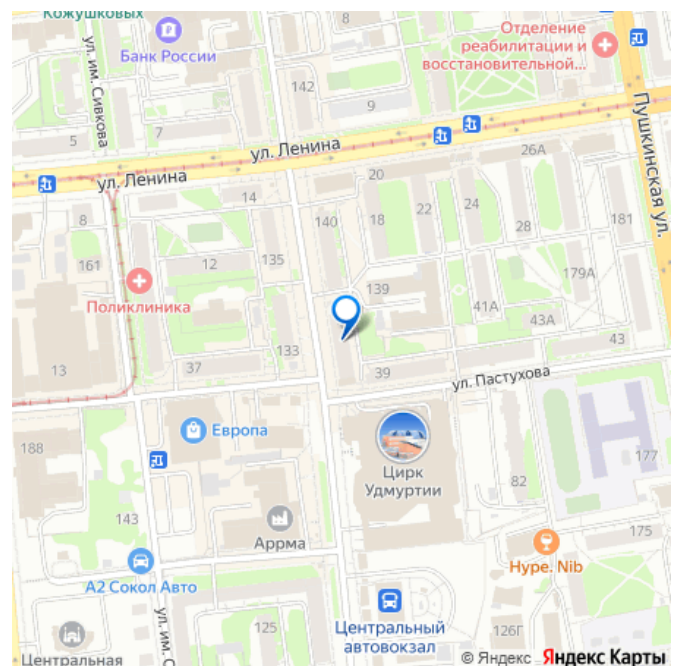 Кожушковых
Банк России
8
Отделение
реабилитации и
восстановительной...
ул. им. Сивкова
142
9
5
7
Пушкинская ул.
ул. Ленина
26А
ул. Ленина
20
14
140
18
22
24
181
8
28
135
161
12
139
179А
Поликлиника
41А
43А
43
133
37
39
13
ул. Пастухова
Европа
188
Цирк
Удмуртии
177
82
143
Аррма
175
Hype. Nib
А2 Сокол Авто
ул. им. С
125
Центральный
автовокзал
126Г
Центральная
© Яндекс Яндекс Карты